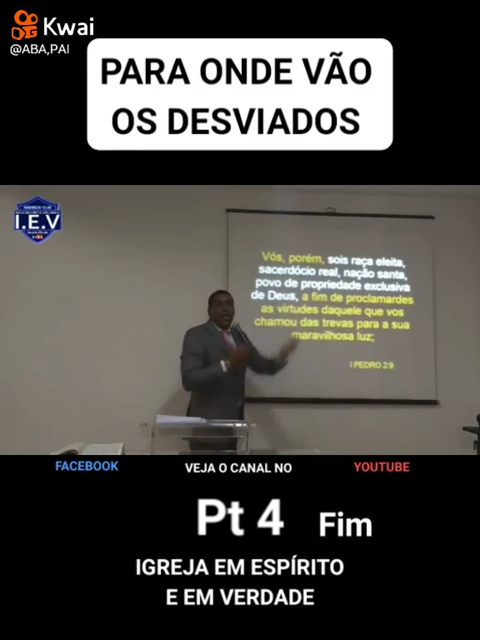 Kwai
@ABA,PAI
PARA ONDE VÃO
OS DESVIADOS
I.E.V
Vós, porém, sois raça eleita,
sacerdócio real, nação santa,
povo de propriedade exclusiva
de Deus, a fim de proclamardes
as virtudes daquele que vos
chamou das trevas para a sua
maravilhosa luz;
I PEDRO 2:9
FACEBOOK
VEJA O CANAL NO
YOUTUBE
Pt 4 Fim
IGREJA EM ESPÍRITO
E EM VERDADE